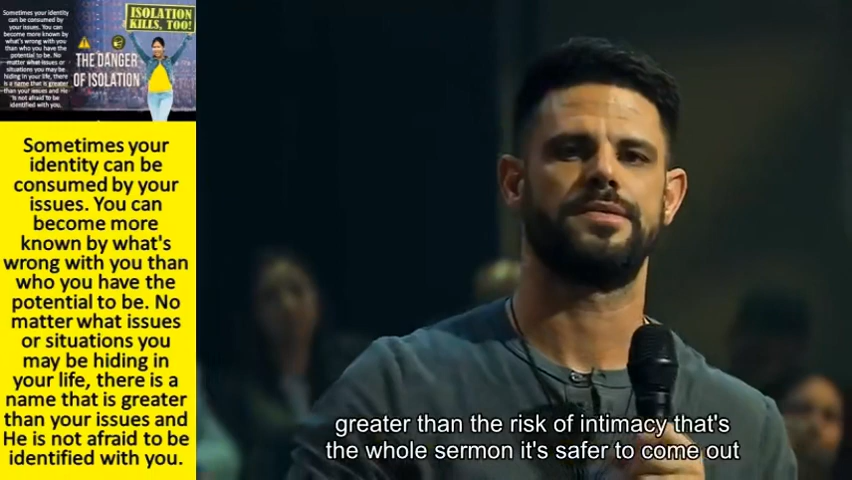 Sometimes your identity
can be consumed by
your issues. You can
become more known by
what's wrong with you
than who you have the
potential to be. No
matter what issues or
situations you may be
hiding in your life, there
is a name that is greater
than your issues and He
is not afraid to be
identified with you.
THE DANGER
OF ISOLATION
ISOLATION
KILLS, TOO!
Sometimes your
identity can be
consumed by your
issues. You can
become more
known by what's
wrong with you than
who you have the
potential to be. No
matter what issues
or situations you
may be hiding in
your life, there is a
name that is greater
than your issues and
He is not afraid to be
identified with you.
greater than the risk of intimacy that's
the whole sermon it's safer to come out